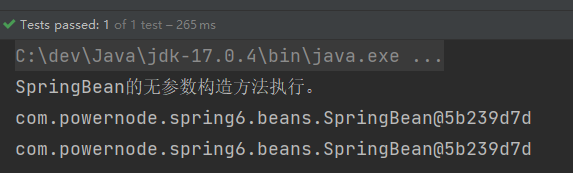 Tests passed: 1 of 1 test – 265 ms
C:\dev\Java\jdk-17.0.4\bin\java.exe ...
SpringBean的无参数构造方法执行。
com.powernode.spring6.beans.SpringBean@5b239d7d
com.powernode.spring6.beans.SpringBean@5b239d7d